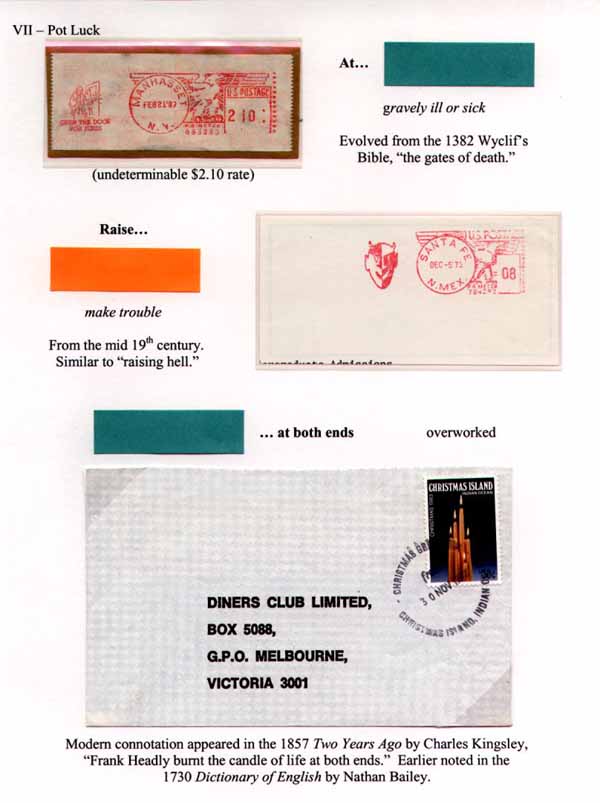 VII – Pot Luck
MANHASSET
FEB 28 '87
N.Y.
U.S. POSTAGE
2 10
OPEN THE DOOR
FOR
(undeterminable $2.10 rate)
At…
gravely ill or sick
Evolved from the 1382 Wyclif's
Bible, “the gates of death.”
Raise…
make trouble
From the mid 19th century.
Similar to “raising hell.”
SANTA FE
DEC-5'73
N. MEX.
U.S. POSTAGE
08
Admissions
… at both ends
overworked
CHRISTMAS ISLAND
INDIAN OCEAN
30 NOV
CHRISTMAS ISLAND, INDIAN
DINERS CLUB LIMITED,
BOX 5088,
G.P.O. MELBOURNE,
VICTORIA 3001
Modern connotation appeared in the 1857 Two Years Ago by Charles Kingsley,
“Frank Headly burnt the candle of life at both ends.” Earlier noted in the
1730 Dictionary of English by Nathan Bailey.